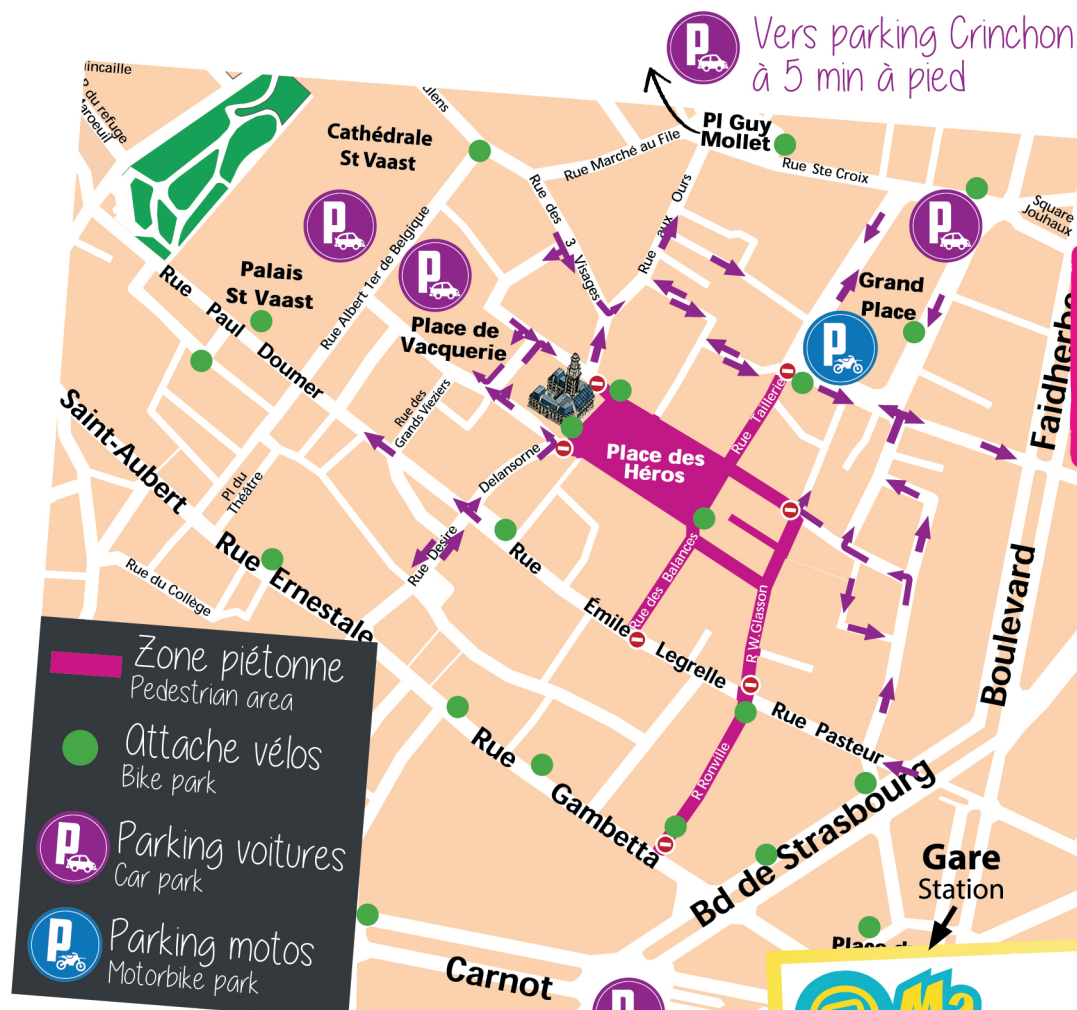 Vers parking Crinchon
à 5 min à pied
Pl Guy
Mollet
Rue Ste Croix
Square
Jouhaux
Rue Marché au File
Cathédrale
St Vaast
Rue des 3 Visages
Rue aux Ours
du refuge
Rue Albert 1er de Belgique
Palais
St Vaast
Grand
Place
Place de
Vacquerie
Rue Paul Doumer
Rue des
Grands Vieziers
Rue Taillerie
Faidherbe
Boulevard
Place des
Héros
Saint-Aubert
Pl du
Théâtre
Rue Desire Delansorne
Rue Ernestale
Rue du Collège
Rue des Balances
Rue Émile Legrelle
R W.Glasson
Rue Pasteur
R Ronville
Rue Gambetta
Bd de Strasbourg
Gare
Station
Carnot
Zone piétonne
Pedestrian area
Attache vélos
Bike park
P
Parking voitures
Car park
P
Parking motos
Motorbike park
P
P
P
P
P